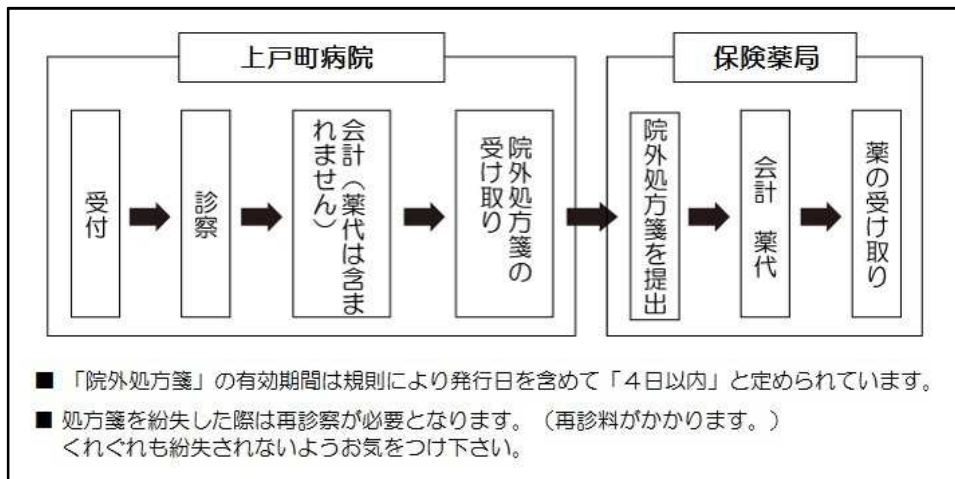 上戸町病院
保険薬局
受付
診察
会計（薬代は含ま
れません）
院外処方箋の
受け取り
院外処方箋を提出
会計　薬代
薬の受け取り
■ 「院外処方箋」の有効期間は規則により発行日を含めて「４日以内」と定められています。
■ 処方箋を紛失した際は再診察が必要となります。（再診料がかかります。）
くれぐれも紛失されないようお気をつけ下さい。